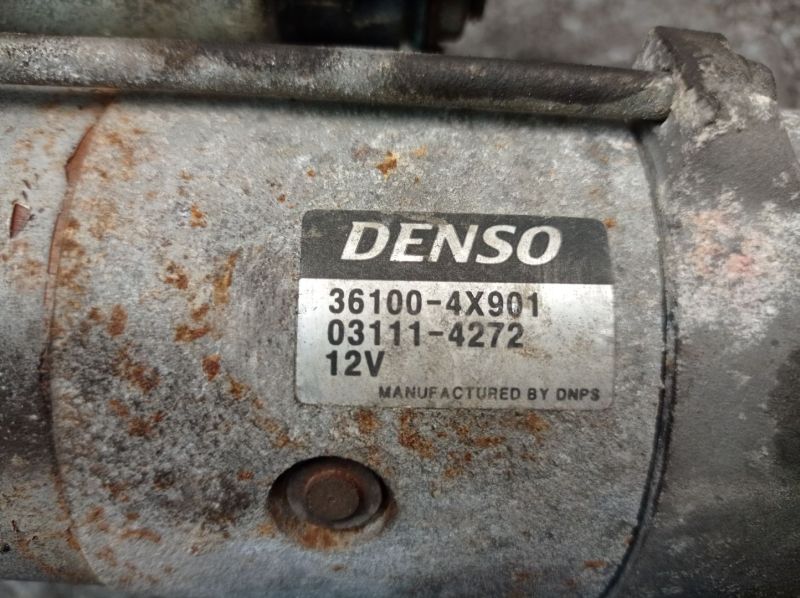 DENSO
36100-4X901
03111-4272
12V
MANUFACTURED BY DNPS